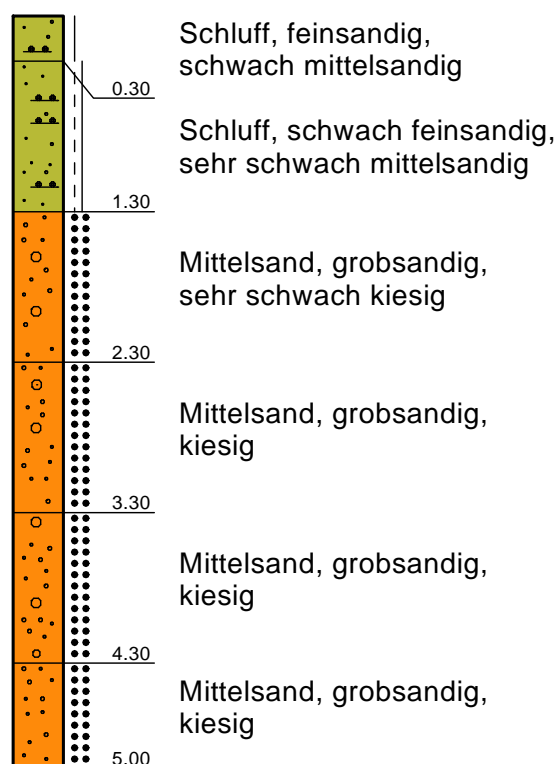 Schluff, feinsandig,
schwach mittelsandig
0.30
Schluff, schwach feinsandig,
sehr schwach mittelsandig
1.30
Mittelsand, grobsandig,
sehr schwach kiesig
2.30
Mittelsand, grobsandig,
kiesig
3.30
Mittelsand, grobsandig,
kiesig
4.30
Mittelsand, grobsandig,
kiesig
5.00